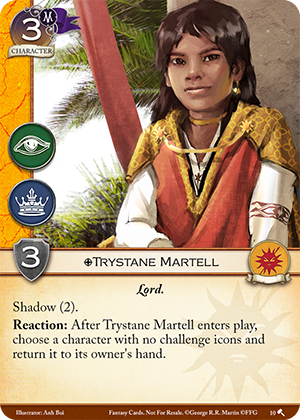 3
M
CHARACTER
3
TRYSTANE MARTELL
Lord.
Shadow (2).
Reaction: After Trystane Martell enters play,
choose a character with no challenge icons and
return it to its owner's hand.
Illustrator: Anh Bui
Fantasy Cards. Not For Resale. ©George R.R. Martin ©FFG
10